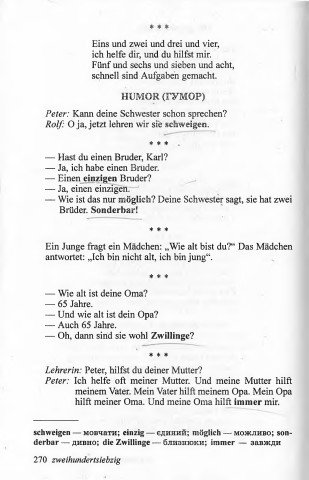 * * *
Eins und zwei und drei und vier,
ich helfe dir, und du hilfst mir.
Fünf und sechs und sieben und acht,
schnell sind Aufgaben gemacht.
HUMOR (ГУМОР)
Peter: Kann deine Schwester schon sprechen?
Rolf: O ja, jetzt lehren wir sie schweigen.
* * *
— Hast du einen Bruder, Karl?
— Ja, ich habe einen Bruder.
— Einen einzigen Bruder?
— Ja, einen einzigen.
— Wie ist das nur möglich? Deine Schwester sagt, sie hat zwei
Brüder. Sonderbar!
* * *
Ein Junge fragt ein Mädchen: „Wie alt bist du?“ Das Mädchen
antwortet: „Ich bin nicht alt, ich bin jung“.
* * *
— Wie alt ist deine Oma?
— 65 Jahre.
— Und wie alt ist dein Opa?
— Auch 65 Jahre.
— Oh, dann sind sie wohl Zwillinge?
* * *
Lehrerin: Peter, hilfst du deiner Mutter?
Peter: Ich helfe oft meiner Mutter. Und meine Mutter hilft
meinem Vater. Mein Vater hilft meinem Opa. Mein Opa
hilft meiner Oma. Und meine Oma hilft immer mir.
schweigen — мовчати; einzig — єдиний; möglich — можливо; son-
derbar — дивно; die Zwillinge — близнюки; immer — завжди
270 zweihundertsiebzig